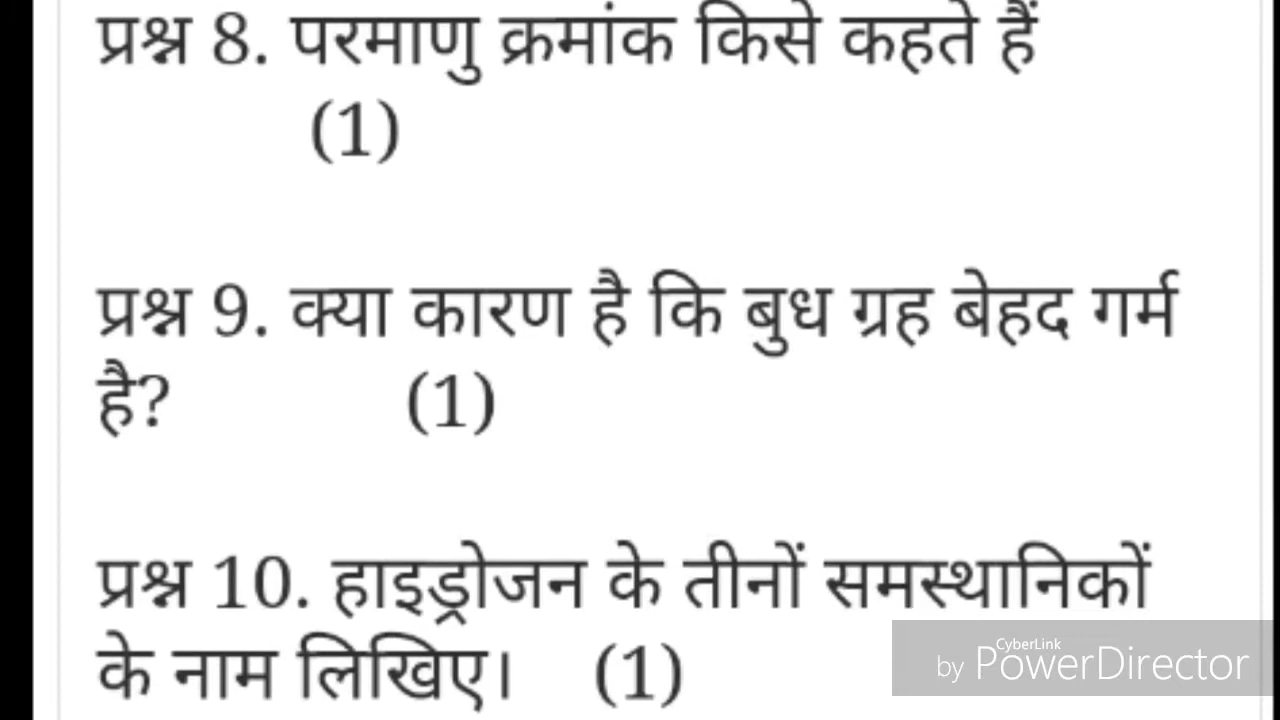 प्रश्न 8. परमाणु क्रमांक किसे कहते हैं
(1)
प्रश्न 9. क्या कारण है कि बुध ग्रह बेहद गर्म
है? (1)
प्रश्न 10. हाइड्रोजन के तीनों समस्थानिकों
के नाम लिखिए। (1)
CyberLink
by PowerDirector